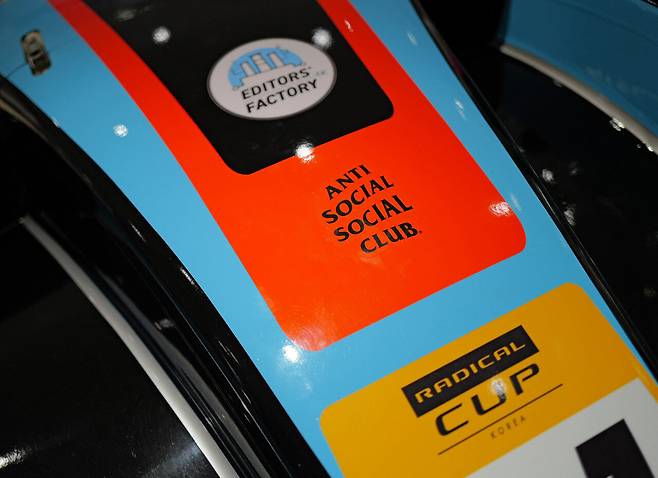 EDITORS'
FACTORY
ANTI
SOCIAL
SOCIAL
CLUB.
RADICAL
CUP
KOREA